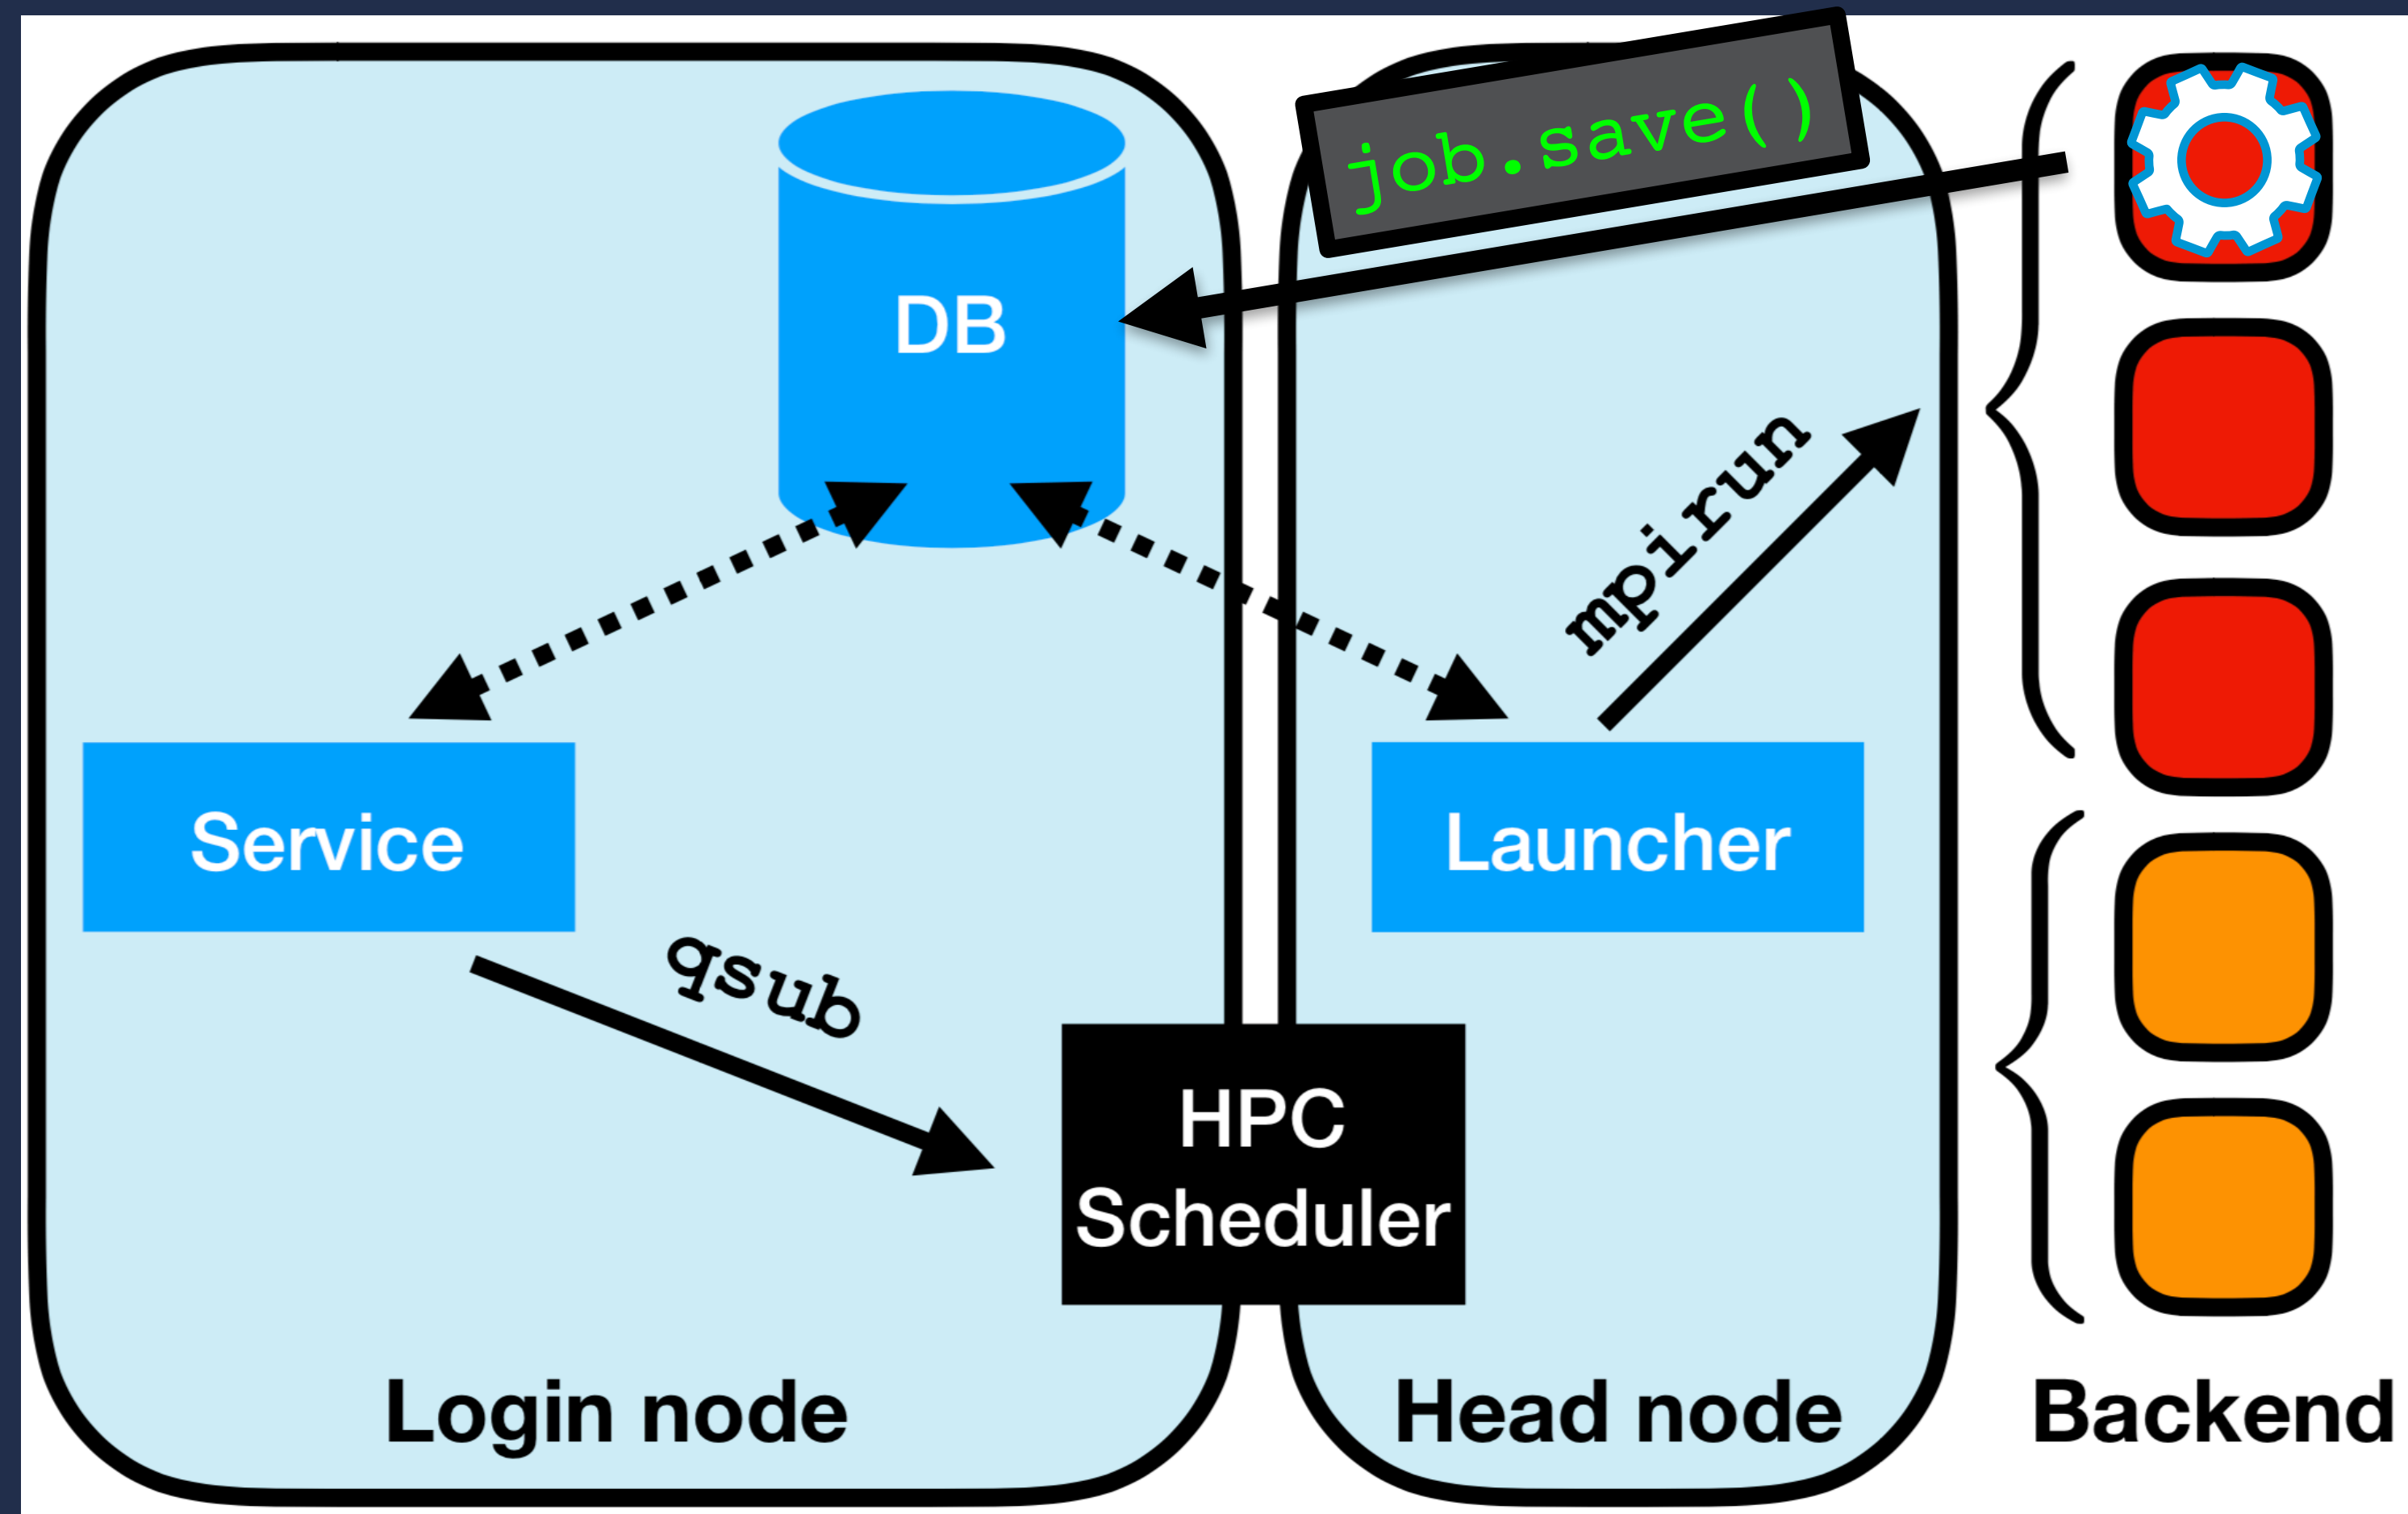 job.save()
DB
mpirun
Service
Launcher
qsub
HPC
Scheduler
Login node
Head node
Backend